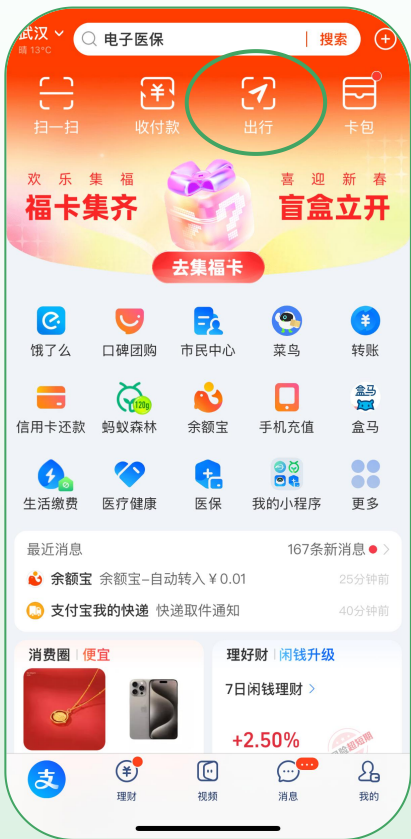 武汉
晴 13°C
电子医保
搜索
扫一扫
收付款
出行
卡包
欢乐集福
喜迎新春
福卡集齐
盲盒立开
去集福卡
饿了么
口碑团购
市民中心
菜鸟
转账
120g
盒马
信用卡还款
蚂蚁森林
余额宝
手机充值
盒马
生活缴费
医疗健康
医保
我的小程序
更多
最近消息
167条新消息
余额宝 余额宝-自动转入￥0.01
25分钟前
支付宝我的快递 快递取件通知
40分钟前
消费圈 便宜
理好财 闲钱升级
7日闲钱理财
+2.50%
支
理财
视频
消息
我的